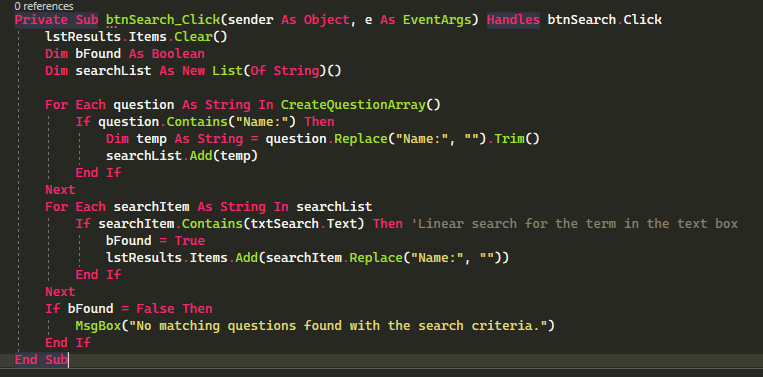 0 references
Private Sub btnSearch_Click(sender As Object, e As EventArgs) Handles btnSearch.Click
lstResults.Items.Clear()
Dim bFound As Boolean
Dim searchList As New List(Of String)()
For Each question As String In CreateQuestionArray()
If question.Contains("Name:") Then
Dim temp As String = question.Replace("Name:", "").Trim()
searchList.Add(temp)
End If
Next
For Each searchItem As String In searchList
If searchItem.Contains(txtSearch.Text) Then 'Linear search for the term in the text box
bFound = True
lstResults.Items.Add(searchItem.Replace("Name:", ""))
End If
Next
If bFound = False Then
MsgBox("No matching questions found with the search criteria.")
End If
End Sub